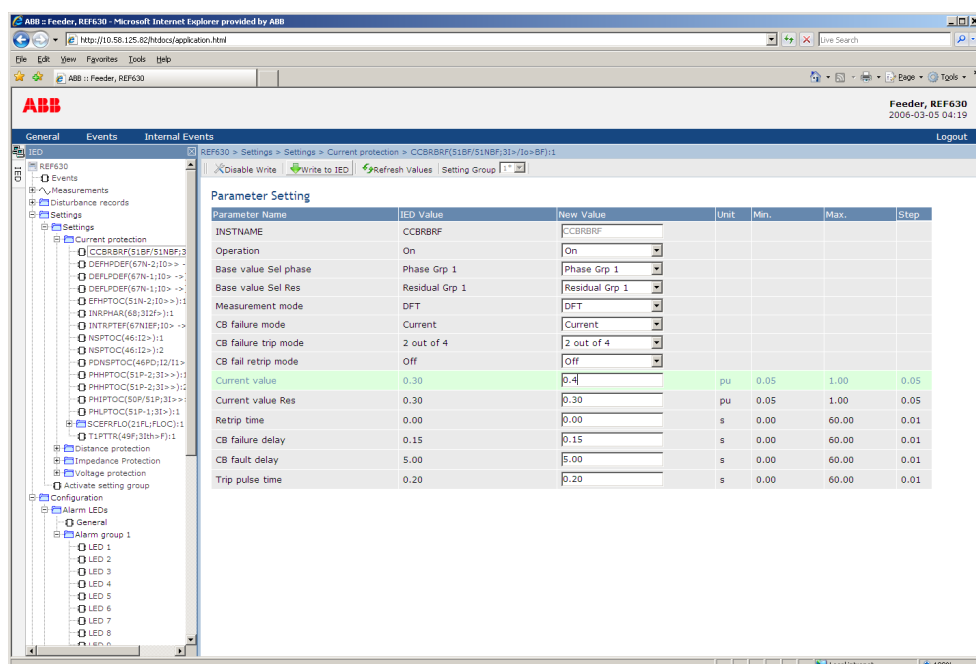 ABB :: Feeder, REF630 - Microsoft Internet Explorer provided by ABB
http://10.58.125.82/htdocs/application.html
Live Search
File Edit View Favorites Tools Help
ABB :: Feeder, REF630
Page Tools
ABB
Feeder, REF630
2006-03-05 04:19
General Events Internal Events Logout
IED
REF630 > Settings > Settings > Current protection > CCBRBRF(51BF/51NBF;3I>/Io>BF):1
IED
Disable Write Write to IED Refresh Values Setting Group 1*
REF630
Events
Measurements
Disturbance records
Settings
Settings
Current protection
CCBRBRF(51BF/51NBF;3
DEFHPDEF(67N-2;I0>> -
DEFLPDEF(67N-1;I0> ->
DEFLPDEF(67N-1;I0> ->
EFHPTOC(51N-2;I0>>):1
INRPHAR(68;3I2f>):1
INTRPTEF(67NIEF;I0> ->
NSPTOC(46:I2>):1
NSPTOC(46:I2>):2
PDNSPTOC(46PD;I2/I1>
PHHPTOC(51P-2;3I>>):1
PHHPTOC(51P-2;3I>>):2
PHIPTOC(50P/51P;3I>>
PHLPTOC(51P-1;3I>):1
SCEFRFLO(21FL;FLOC):1
T1PTTR(49F;3Ith>F):1
Distance protection
Impedance Protection
Voltage protection
Activate setting group
Configuration
Alarm LEDs
General
Alarm group 1
LED 1
LED 2
LED 3
LED 4
LED 5
LED 6
LED 7
LED 8
Parameter Setting
Parameter Name IED Value New Value Unit Min. Max. Step
INSTNAME CCBRBRF CCBRBRF
Operation On On
Base value Sel phase Phase Grp 1 Phase Grp 1
Base value Sel Res Residual Grp 1 Residual Grp 1
Measurement mode DFT DFT
CB failure mode Current Current
CB failure trip mode 2 out of 4 2 out of 4
CB fail retrip mode Off Off
Current value 0.30 0.4 pu 0.05 1.00 0.05
Current value Res 0.30 0.30 pu 0.05 1.00 0.05
Retrip time 0.00 0.00 s 0.00 60.00 0.01
CB failure delay 0.15 0.15 s 0.00 60.00 0.01
CB fault delay 5.00 5.00 s 0.00 60.00 0.01
Trip pulse time 0.20 0.20 s 0.00 60.00 0.01